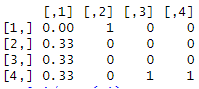 [,1] [,2] [,3] [,4]
[1,] 0.00 1 0 0
[2,] 0.33 0 0 0
[3,] 0.33 0 0 0
[4,] 0.33 0 1 1